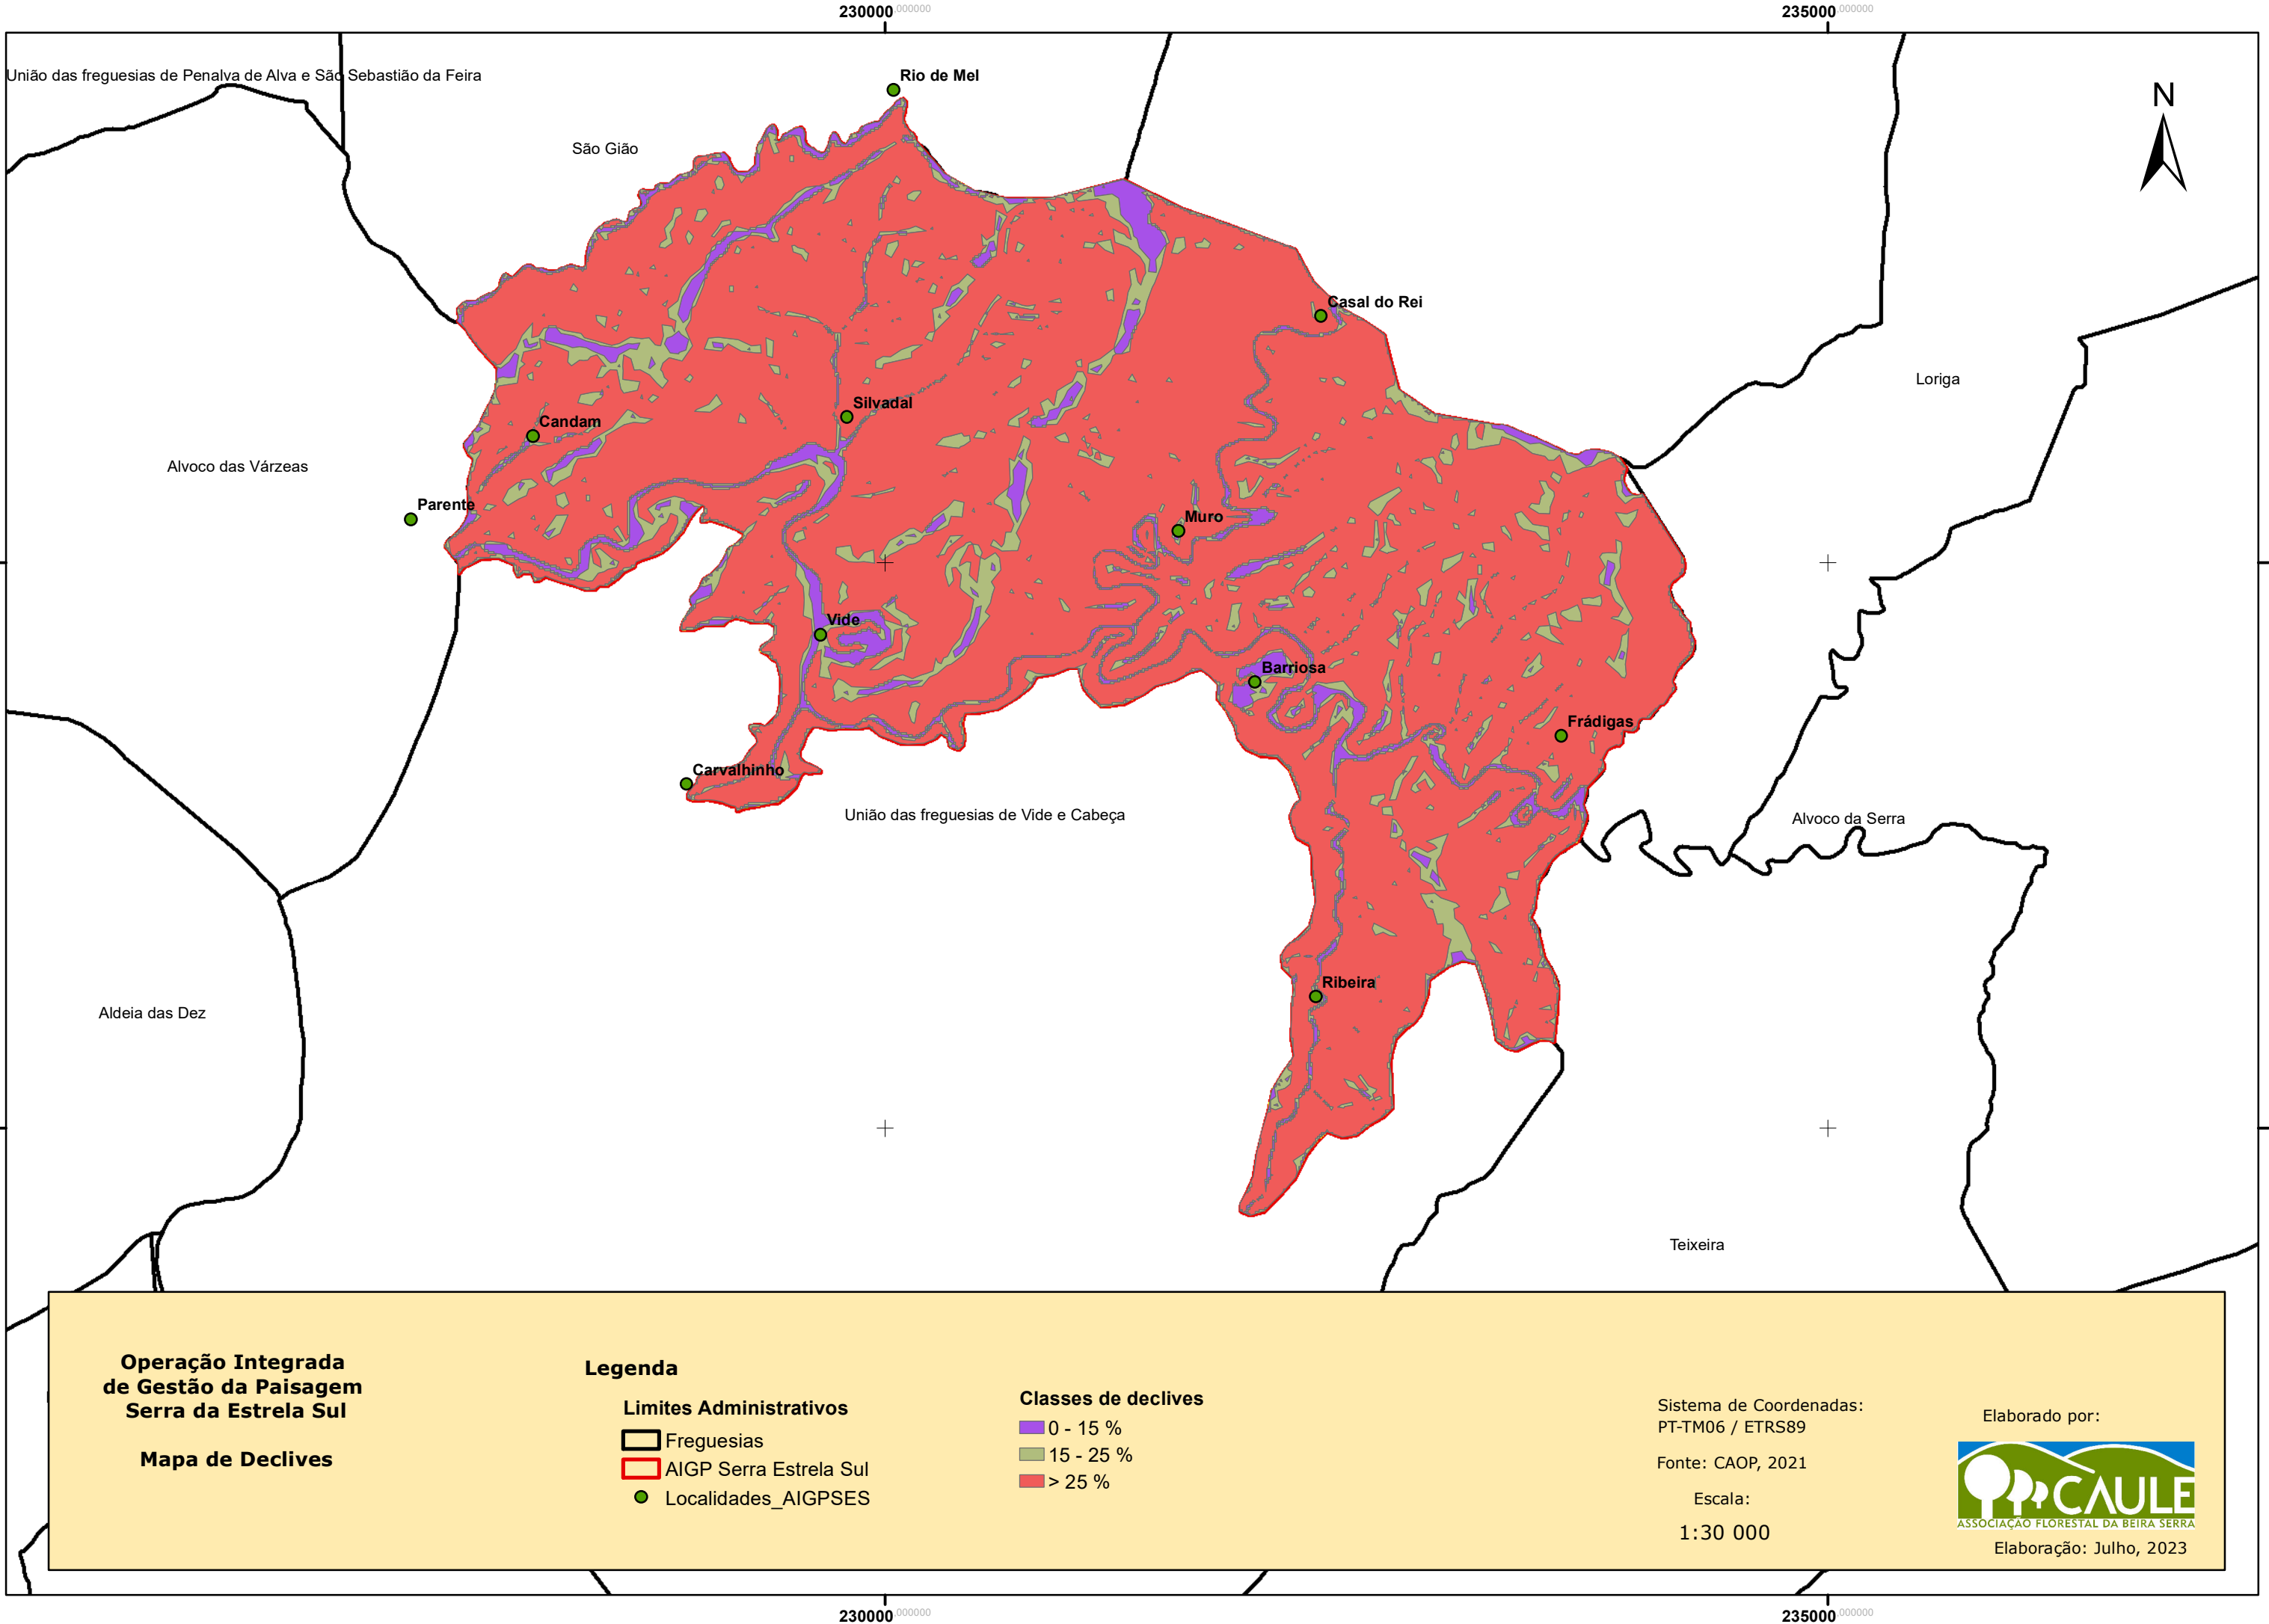 230000.000000
235000.000000
União das freguesias de Penalva de Alva e São Sebastião da Feira
Rio de Mel
N
São Gião
Casal do Rei
Loriga
Silvadal
Candam
Alvoco das Várzeas
Parente
Muro
Vide
Barriosa
Frádigas
Carvalhinho
União das freguesias de Vide e Cabeça
Alvoco da Serra
Ribeira
Aldeia das Dez
Teixeira
Operação Integrada
de Gestão da Paisagem
Serra da Estrela Sul
Mapa de Declives
Legenda
Limites Administrativos
Freguesias
AIGP Serra Estrela Sul
Localidades_AIGPSES
Classes de declives
0 - 15 %
15 - 25 %
> 25 %
Sistema de Coordenadas:
PT-TM06 / ETRS89
Fonte: CAOP, 2021
Escala:
1:30 000
Elaborado por:
CAULE
ASSOCIAÇÃO FLORESTAL DA BEIRA SERRA
Elaboração: Julho, 2023
230000.000000
235000.000000